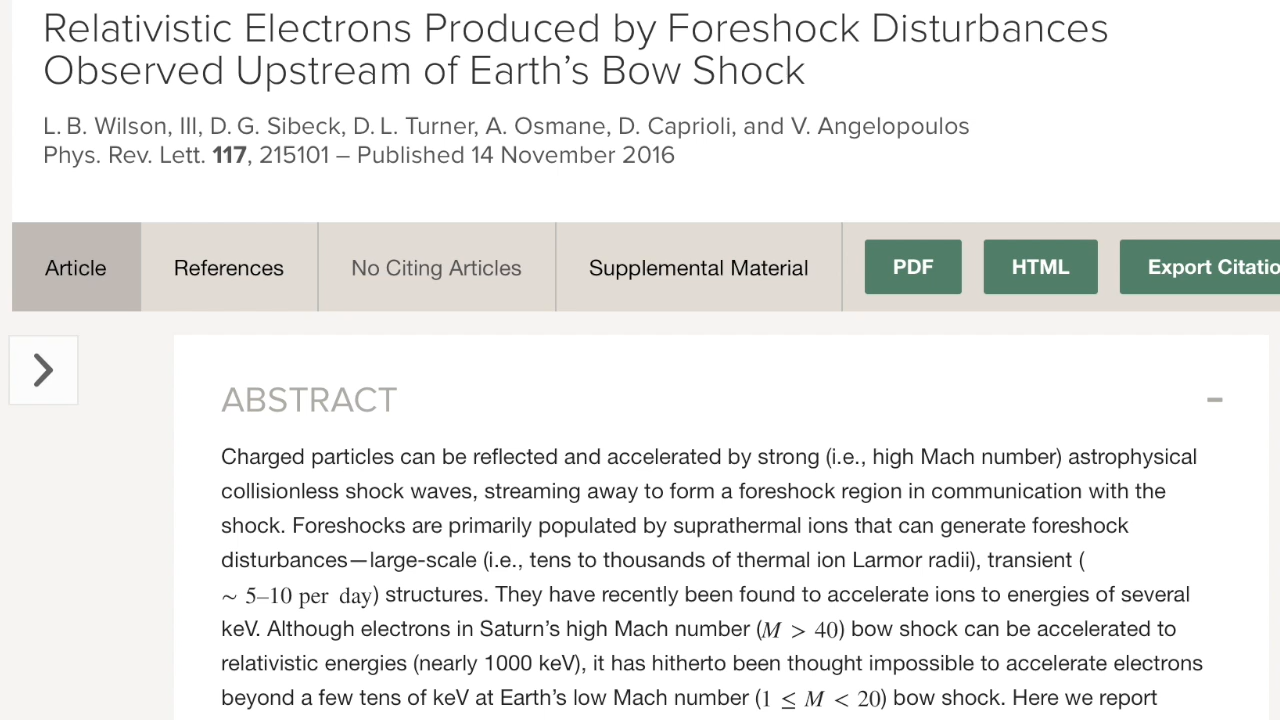 Relativistic Electrons Produced by Foreshock Disturbances
Observed Upstream of Earth’s Bow Shock
L. B. Wilson, III, D. G. Sibeck, D. L. Turner, A. Osmane, D. Caprioli, and V. Angelopoulos
Phys. Rev. Lett. 117, 215101 – Published 14 November 2016
Article References No Citing Articles Supplemental Material PDF HTML Export Citatio
ABSTRACT
Charged particles can be reflected and accelerated by strong (i.e., high Mach number) astrophysical
collisionless shock waves, streaming away to form a foreshock region in communication with the
shock. Foreshocks are primarily populated by suprathermal ions that can generate foreshock
disturbances—large-scale (i.e., tens to thousands of thermal ion Larmor radii), transient (
∼ 5–10 per day) structures. They have recently been found to accelerate ions to energies of several
keV. Although electrons in Saturn’s high Mach number (M > 40) bow shock can be accelerated to
relativistic energies (nearly 1000 keV), it has hitherto been thought impossible to accelerate electrons
beyond a few tens of keV at Earth’s low Mach number (1 ≤ M < 20) bow shock. Here we report